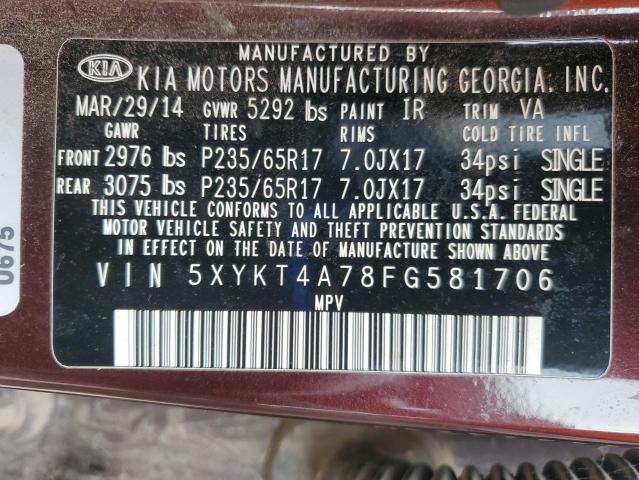 MANUFACTURED BY
KIA KIA MOTORS MANUFACTURING GEORGIA, INC.
MAR/29/14 GVWR 5292 lbs PAINT IR TRIM VA
GAWR TIRES RIMS COLD TIRE INFL
FRONT 2976 lbs P235/65R17 7.0JX17 34psi SINGLE
REAR 3075 lbs P235/65R17 7.0JX17 34psi SINGLE
THIS VEHICLE CONFORMS TO ALL APPLICABLE U.S.A. FEDERAL
MOTOR VEHICLE SAFETY AND THEFT PREVENTION STANDARDS
IN EFFECT ON THE DATE OF MANUFACTURE SHOWN ABOVE
VIN 5XYKT4A78FG581706
MPV
0675